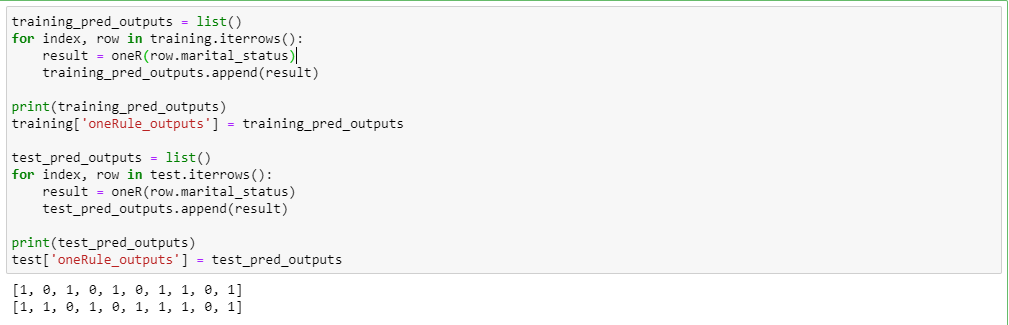 training_pred_outputs = list()
for index, row in training.iterrows():
    result = oneR(row.marital_status)
    training_pred_outputs.append(result)
print(training_pred_outputs)
training['oneRule_outputs'] = training_pred_outputs
test_pred_outputs = list()
for index, row in test.iterrows():
    result = oneR(row.marital_status)
    test_pred_outputs.append(result)
print(test_pred_outputs)
test['oneRule_outputs'] = test_pred_outputs
[1, 0, 1, 0, 1, 0, 1, 1, 0, 1]
[1, 1, 0, 1, 0, 1, 1, 1, 0, 1]